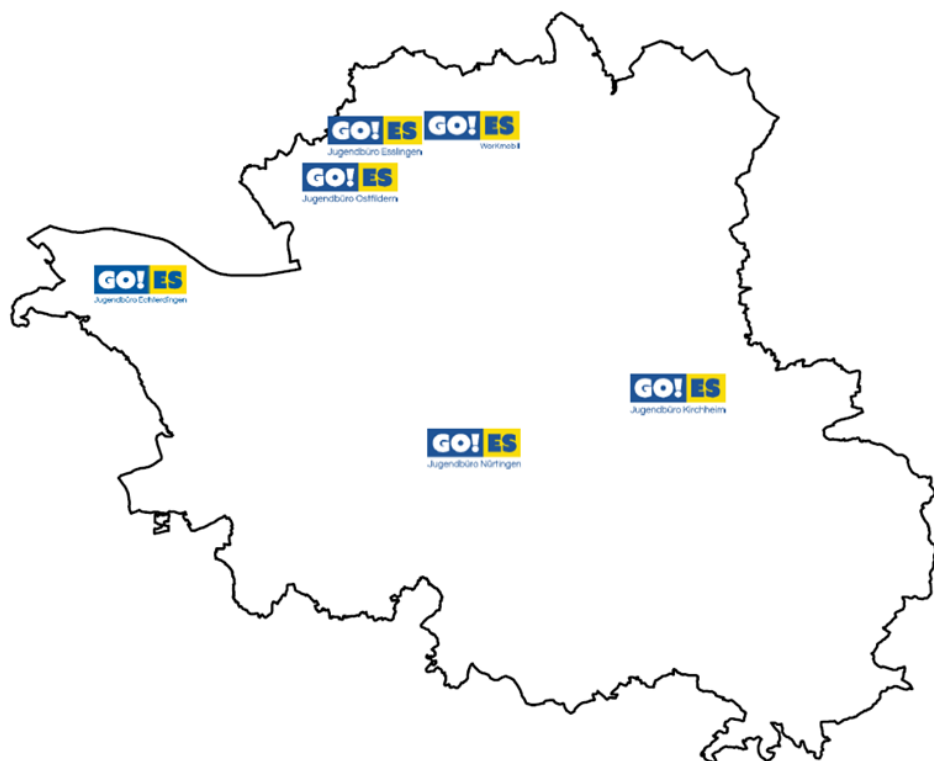 GO! ES
Jugendbüro Esslingen
GO! ES
WorkMobil
GO! ES
Jugendbüro Ostfildern
GO! ES
Jugendbüro Echterdingen
GO! ES
Jugendbüro Kirchheim
GO! ES
Jugendbüro Nürtingen